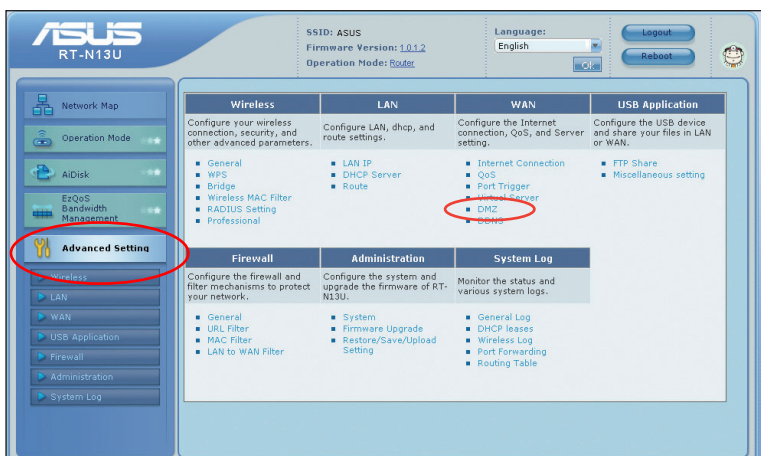 ASUS
RT-N13U
SSID: ASUS
Firmware Version: 1.0.1.2
Operation Mode: Router
Language:
English
Logout
Reboot
Network Map
Operation Mode
AiDisk
EzQoS
Bandwidth
Management
Advanced Setting
Wireless
LAN
WAN
USB Application
Firewall
Administration
System Log
Wireless
Configure your wireless
connection, security, and
other advanced parameters.
General
WPS
Bridge
Wireless MAC Filter
RADIUS Setting
Professional
LAN
Configure LAN, dhcp, and
route settings.
LAN IP
DHCP Server
Route
WAN
Configure the Internet
connection, QoS, and Server
setting.
Internet Connection
QoS
Port Trigger
Virtual Server
DMZ
DDNS
USB Application
Configure the USB device
and share your files in LAN
or WAN.
FTP Share
Miscellaneous setting
Firewall
Configure the firewall and
filter mechanisms to protect
your network.
General
URL Filter
MAC Filter
LAN to WAN Filter
Administration
Configure the system and
upgrade the firmware of RT-
N13U.
System
Firmware Upgrade
Restore/Save/Upload
Setting
System Log
Monitor the status and
various system logs.
General Log
DHCP leases
Wireless Log
Port Forwarding
Routing Table